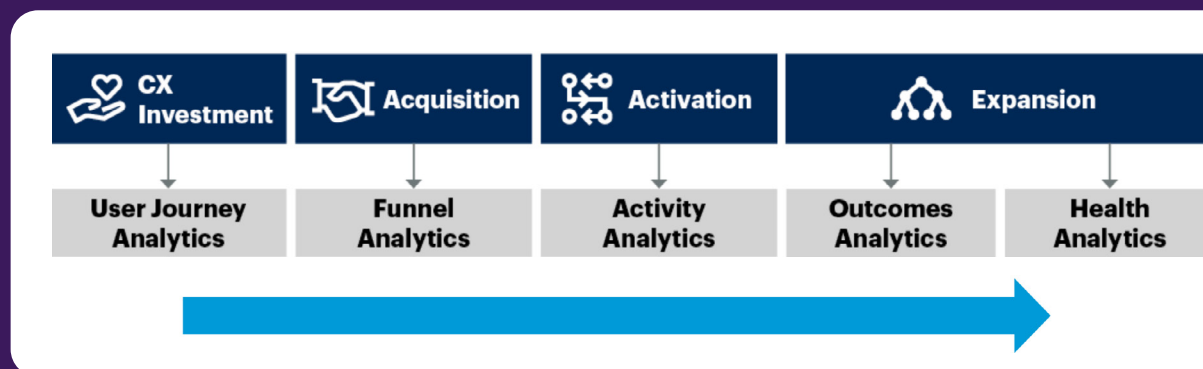 CX
Investment
Acquisition
Activation
Expansion
User Journey
Analytics
Funnel
Analytics
Activity
Analytics
Outcomes
Analytics
Health
Analytics